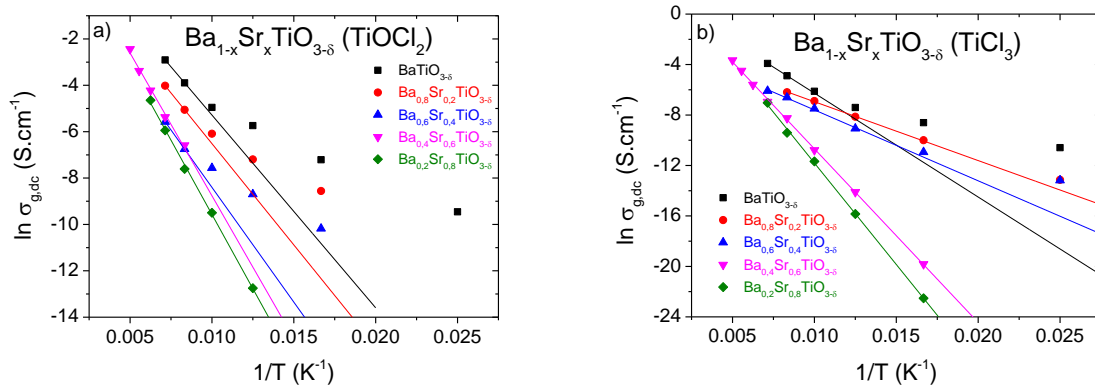 a)
Ba1-xSrxTiO3-δ (TiOCl2)
BaTiO3-δ
Ba0,8Sr0,2TiO3-δ
Ba0,6Sr0,4TiO3-δ
Ba0,4Sr0,6TiO3-δ
Ba0,2Sr0,8TiO3-δ
-2
-4
-6
-8
-10
-12
-14
ln σg,dc (S.cm-1)
0.000 0.005 0.010 0.015 0.020 0.025
1/T (K-1)
b)
Ba1-xSrxTiO3-δ (TiCl3)
0
-4
-8
-12
-16
-20
-24
ln σg,dc (S.cm-1)
BaTiO3-δ
Ba0,8Sr0,2TiO3-δ
Ba0,6Sr0,4TiO3-δ
Ba0,4Sr0,6TiO3-δ
Ba0,2Sr0,8TiO3-δ
0.000 0.005 0.010 0.015 0.020 0.025
1/T (K-1)